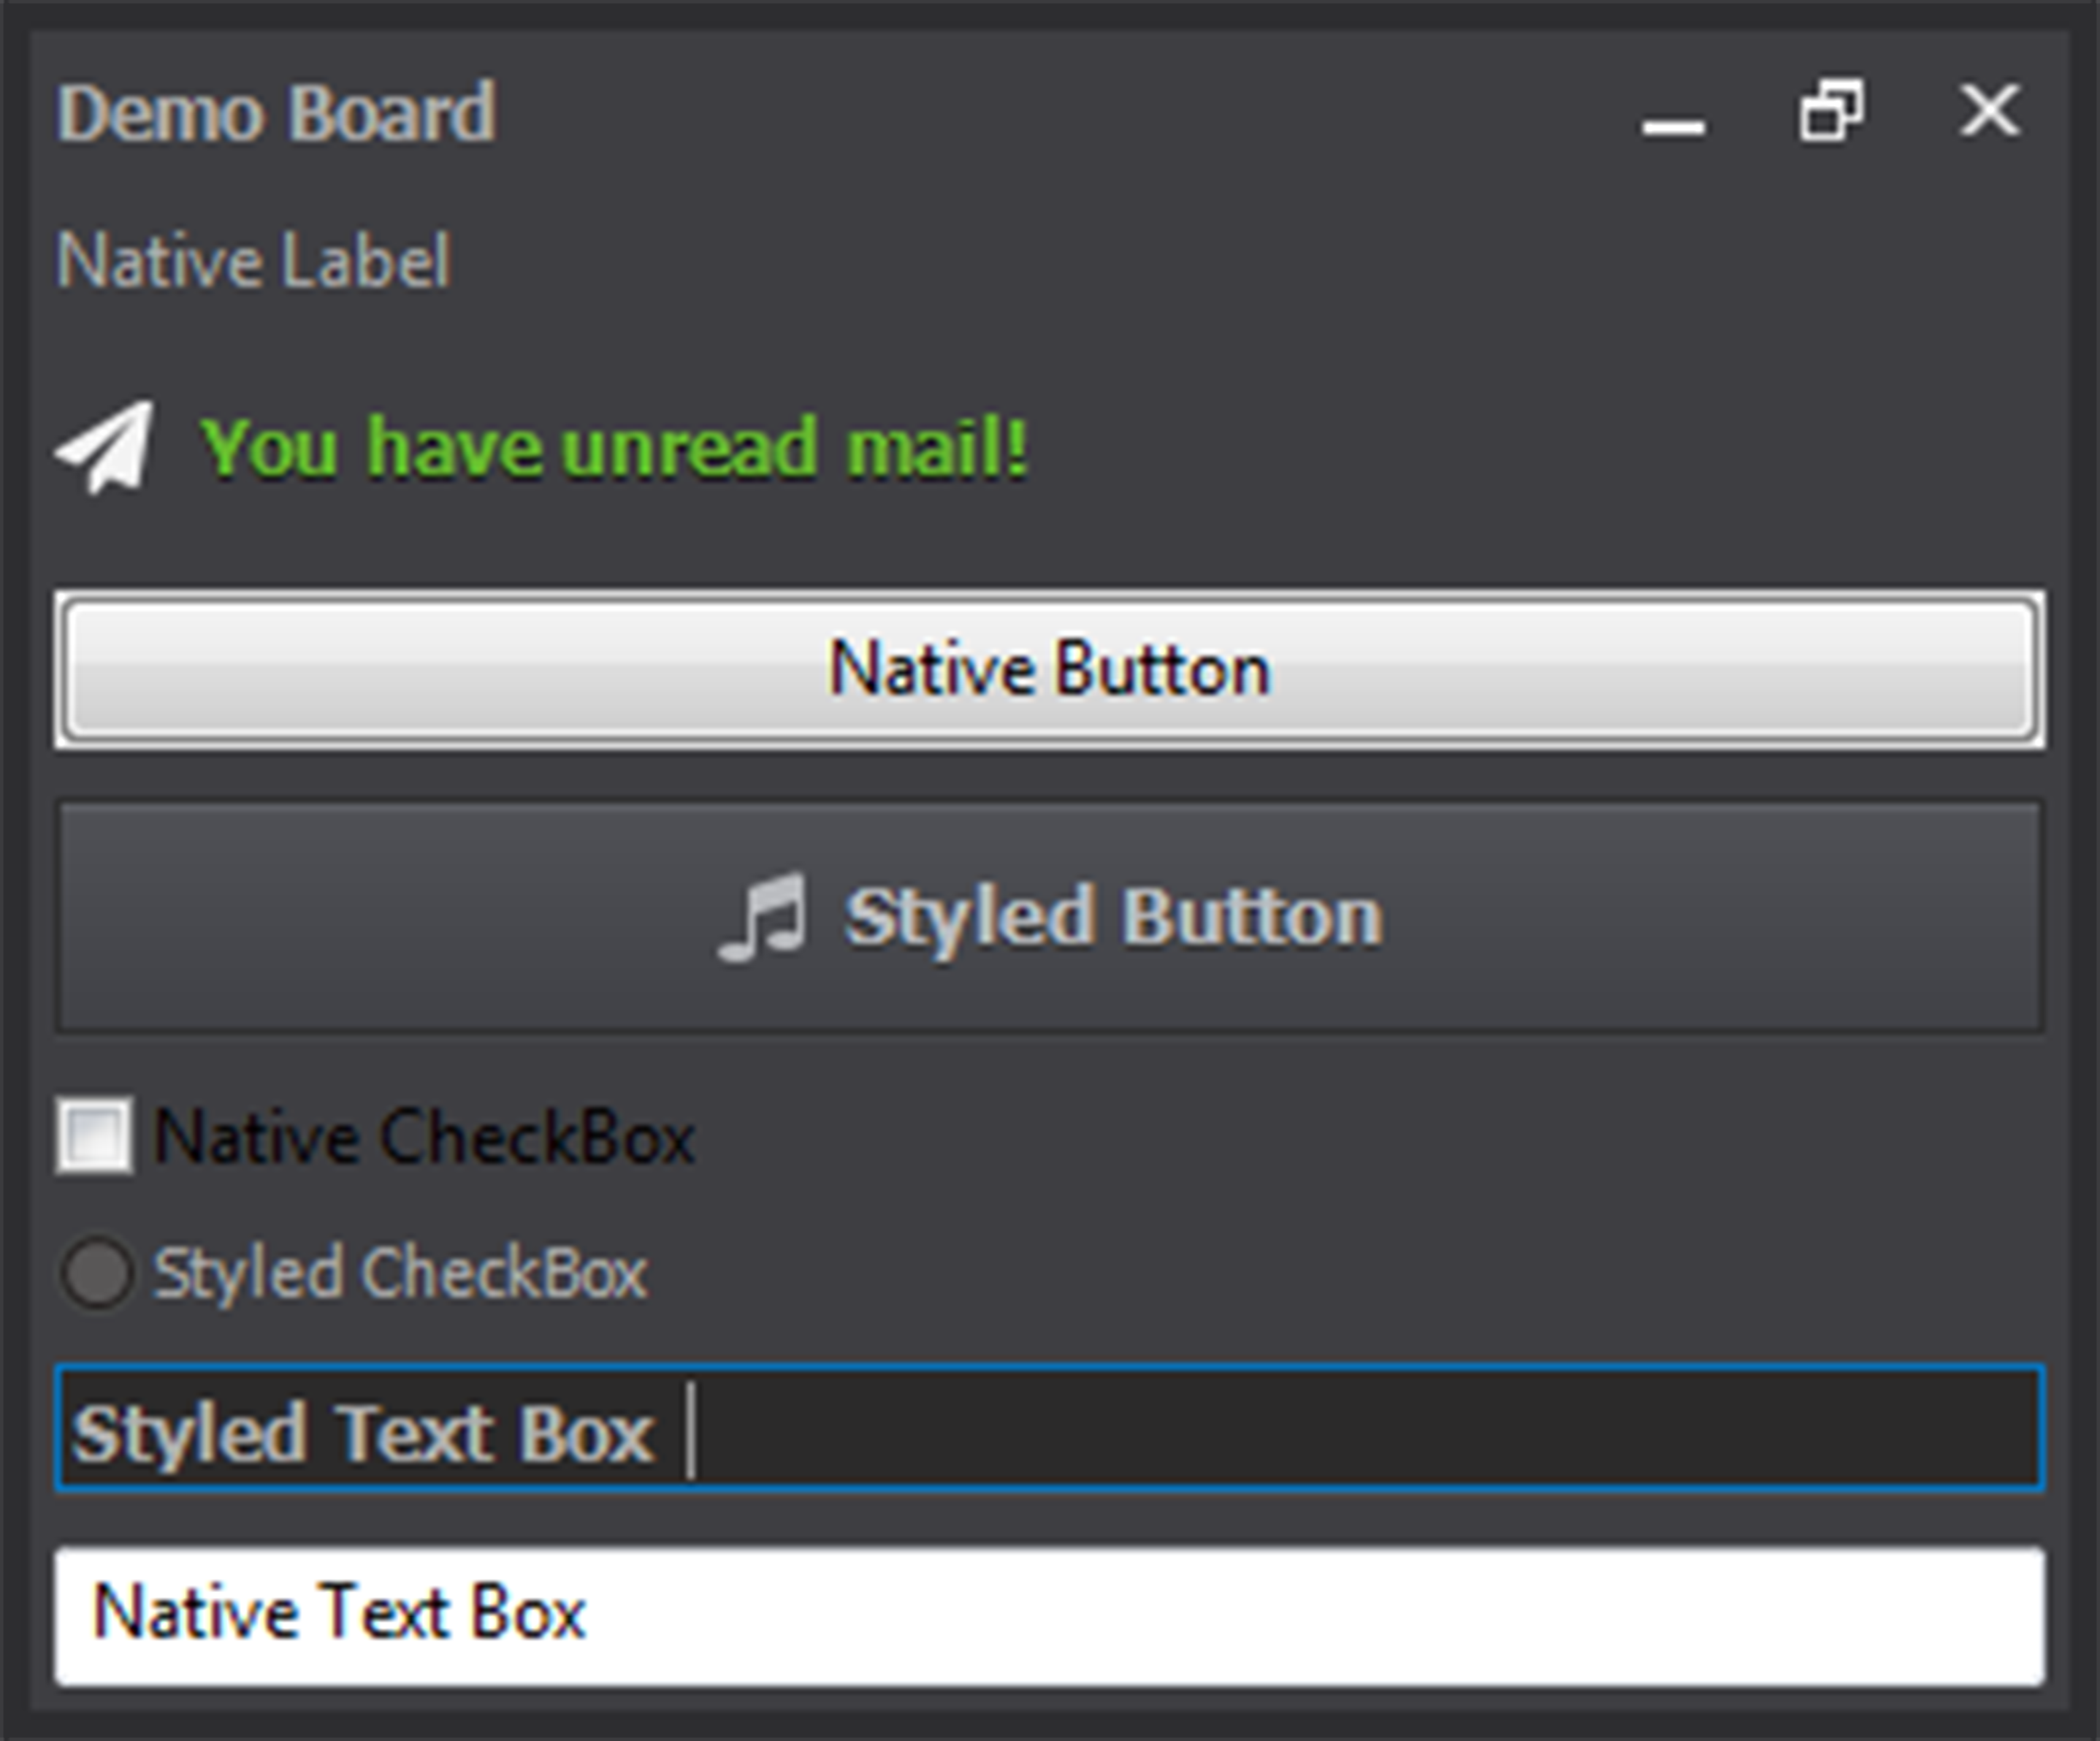 Demo Board
Native Label
You have unread mail!
Native Button
Styled Button
Native CheckBox
Styled CheckBox
Styled Text Box
Native Text Box